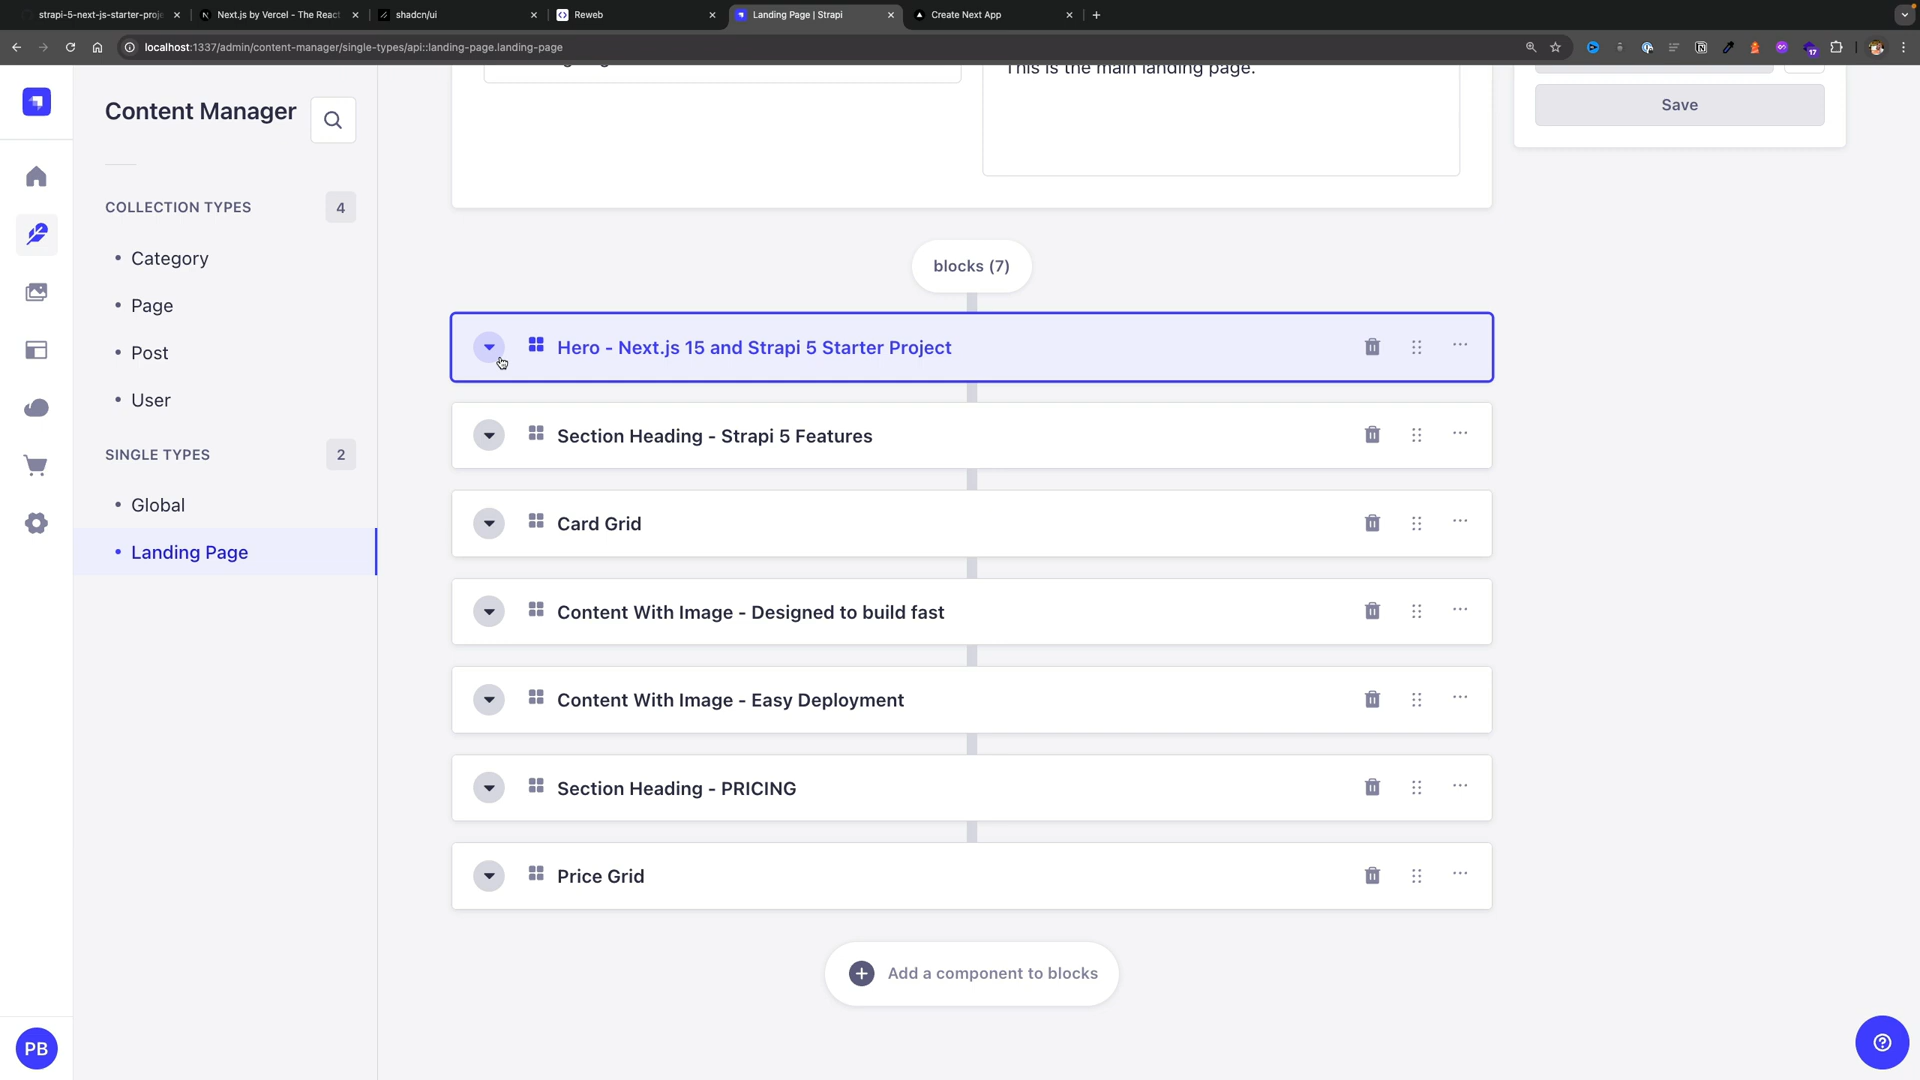 strapi-5-next-js-starter-proje
Next.js by Vercel - The React
shadcn/ui
Reweb
Landing Page | Strapi
Create Next App
localhost:1337/admin/content-manager/single-types/api::landing-page.landing-page
17
Content Manager
COLLECTION TYPES
4
Category
Page
Post
User
SINGLE TYPES
2
Global
Landing Page
PB
This is the main landing page.
Save
blocks (7)
Hero - Next.js 15 and Strapi 5 Starter Project
Section Heading - Strapi 5 Features
Card Grid
Content With Image - Designed to build fast
Content With Image - Easy Deployment
Section Heading - PRICING
Price Grid
Add a component to blocks